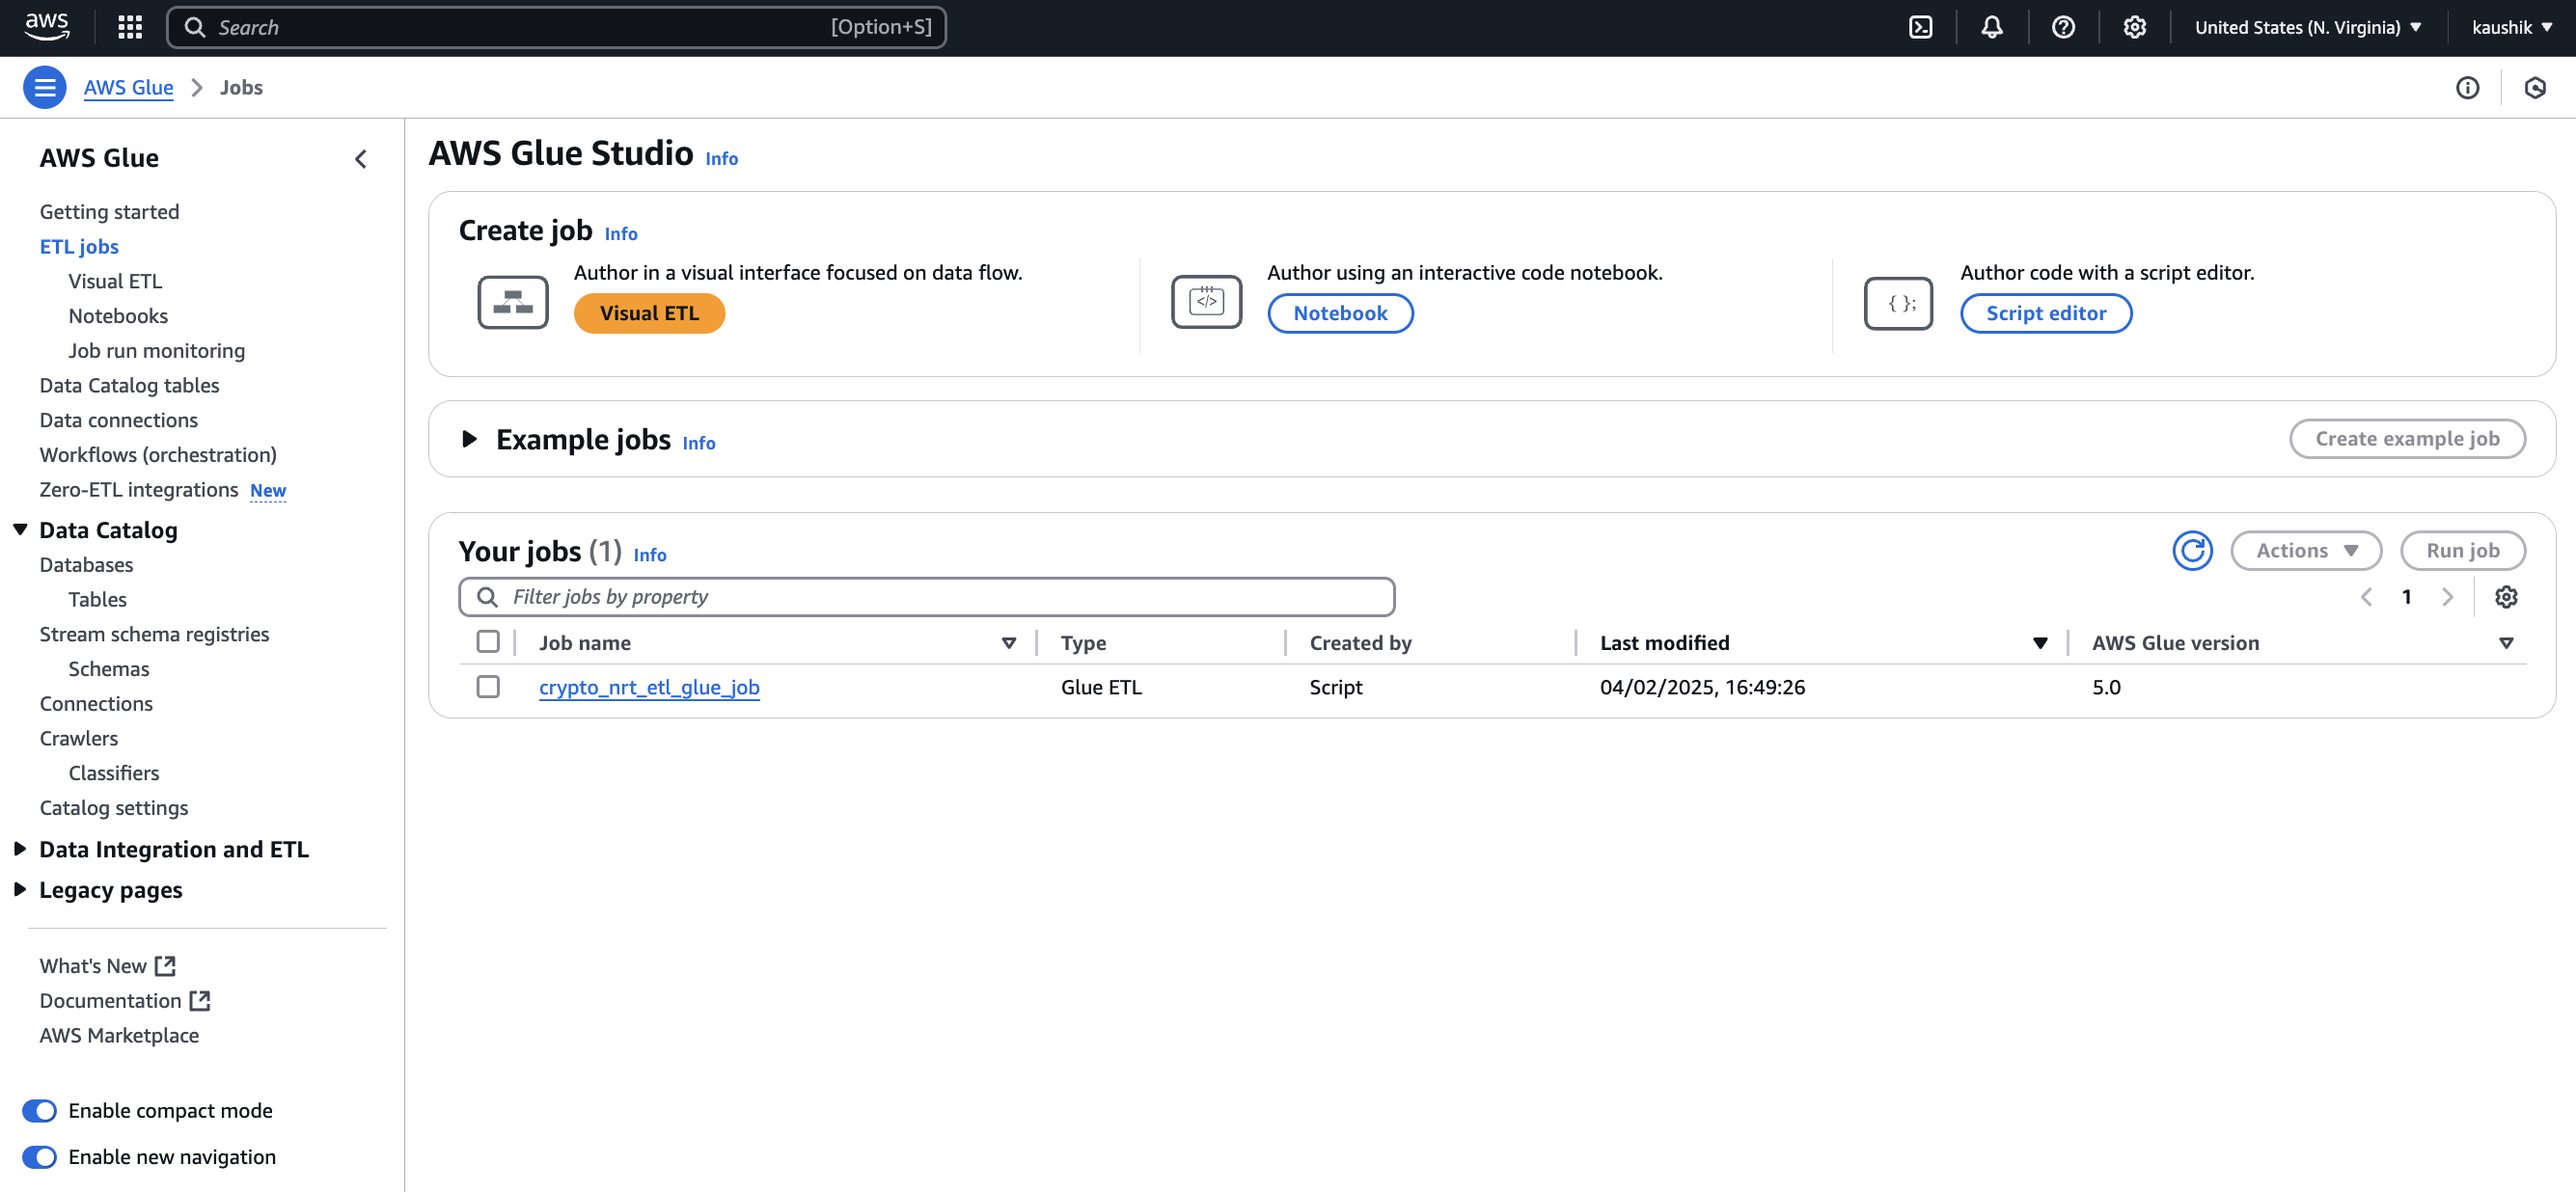 aws
Search [Option+S]
United States (N. Virginia)
kaushik
AWS Glue
Jobs
AWS Glue
Getting started
ETL jobs
Visual ETL
Notebooks
Job run monitoring
Data Catalog tables
Data connections
Workflows (orchestration)
Zero-ETL integrations New
Data Catalog
Databases
Tables
Stream schema registries
Schemas
Connections
Crawlers
Classifiers
Catalog settings
Data Integration and ETL
Legacy pages
What's New
Documentation
AWS Marketplace
Enable compact mode
Enable new navigation
AWS Glue Studio Info
Create job Info
Author in a visual interface focused on data flow.
Visual ETL
</>
Author using an interactive code notebook.
Notebook
{ };
Author code with a script editor.
Script editor
Example jobs Info
Create example job
Your jobs (1) Info
Actions
Run job
Filter jobs by property
1
Job name Type Created by Last modified AWS Glue version
crypto_nrt_etl_glue_job Glue ETL Script 04/02/2025, 16:49:26 5.0